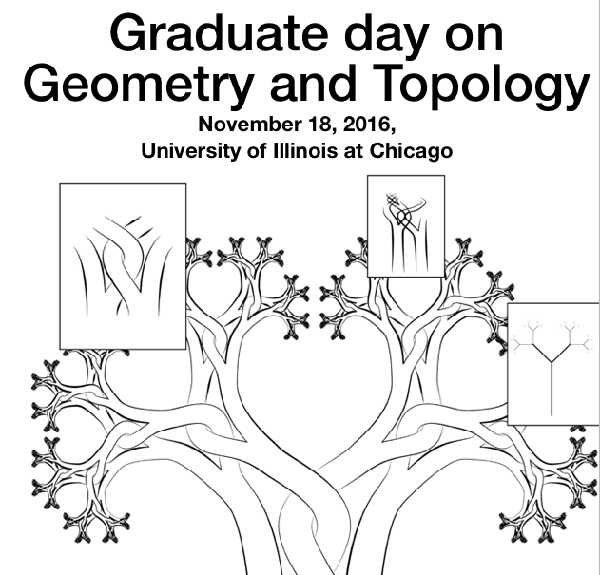 Graduate day on
Geometry and Topology
November 18, 2016,
University of Illinois at Chicago